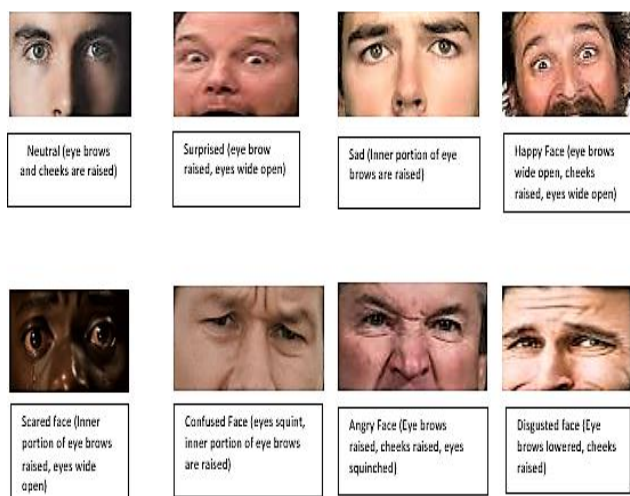 Neutral (eye brows
and cheeks are raised)
Surprised (eye brow
raised, eyes wide open)
Sad (Inner portion of eye
brows are raised)
Happy Face (eye brows
wide open, cheeks
raised, eyes wide open)
Scared face (Inner
portion of eye brows
raised, eyes wide
open)
Confused Face (eyes squint,
inner portion of eye brows
are raised)
Angry Face (Eye brows
raised, cheeks raised, eyes
squinched)
Disgusted face (Eye
brows lowered, cheeks
raised)